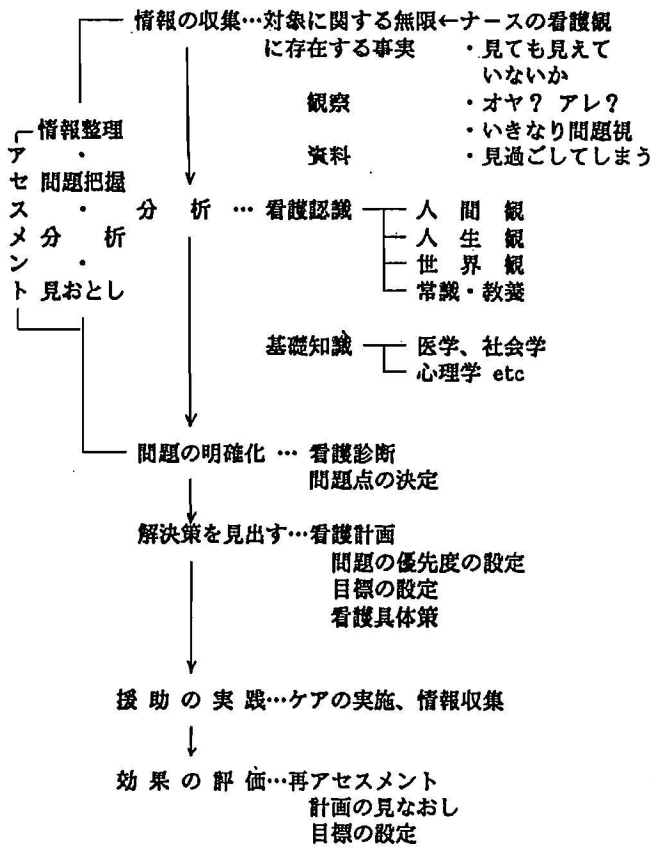 情報の収集…対象に関する無限←ナースの看護観
に存在する事実 ・見ても見えて
いないか
観察 ・オヤ? アレ?
・いきなり問題視
資料 ・見過ごしてしまう
アセスメント
情報整理
・
問題把握
・
分析
・
見おとし
分析 … 看護認識
人間観
人生観
世界観
常識・教養
基礎知識
医学、社会学
心理学 etc
問題の明確化 … 看護診断
問題点の決定
解決策を見出す…看護計画
問題の優先度の設定
目標の設定
看護具体策
援助の実践…ケアの実施、情報収集
効果の評価…再アセスメント
計画の見なおし
目標の設定